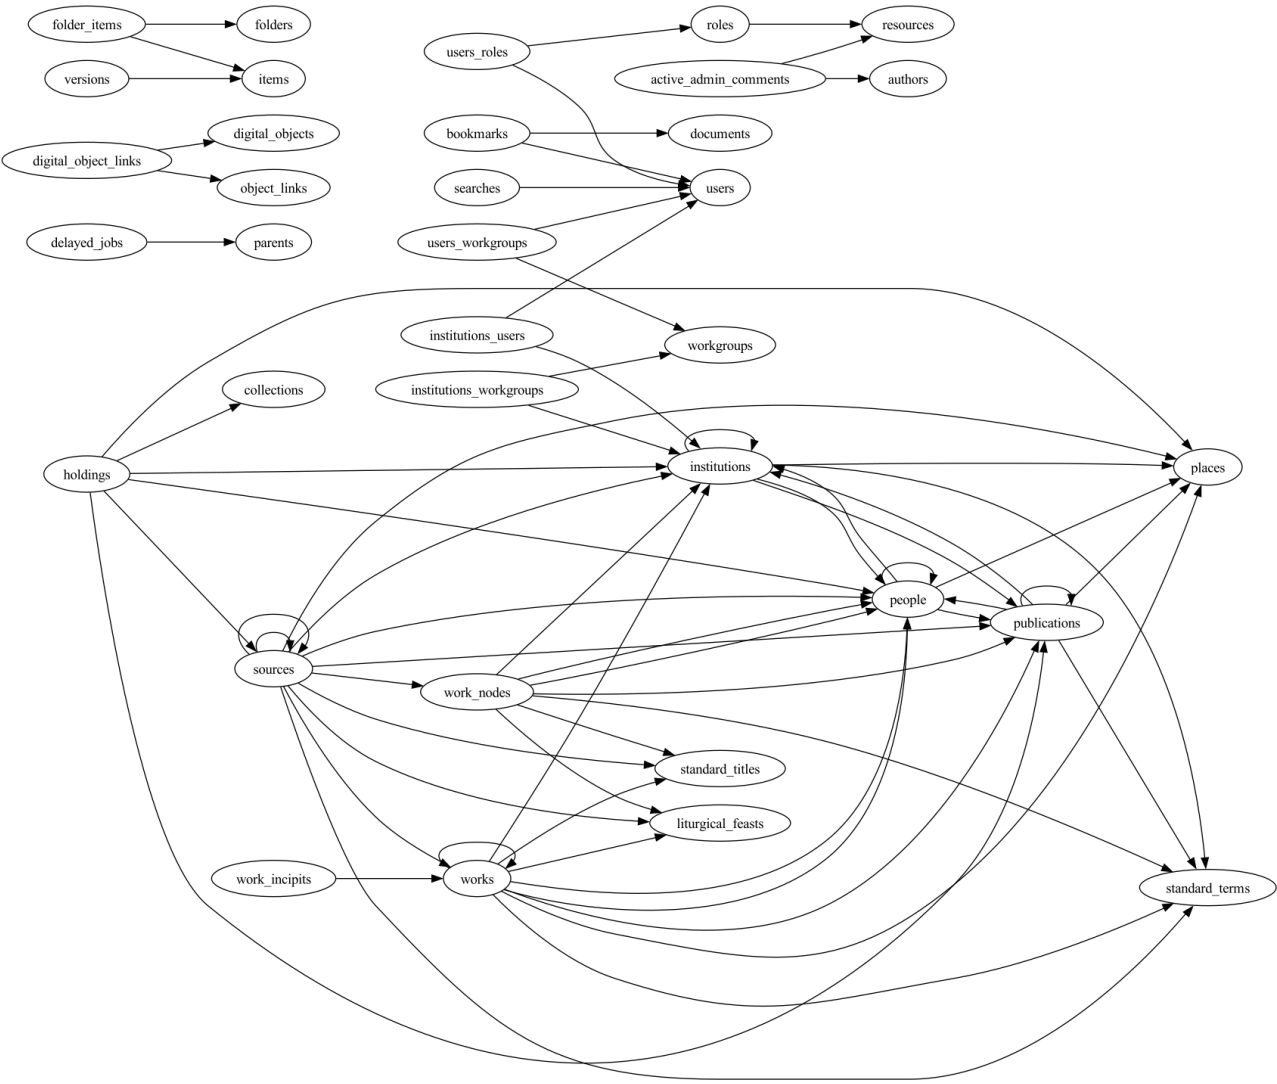 folder_items
folders
versions
items
digital_object_links
digital_objects
object_links
delayed_jobs
parents
users_roles
roles
resources
active_admin_comments
authors
bookmarks
documents
searches
users
users_workgroups
institutions_users
workgroups
institutions_workgroups
collections
holdings
institutions
places
people
publications
sources
work_nodes
standard_titles
liturgical_feasts
work_incipits
works
standard_terms